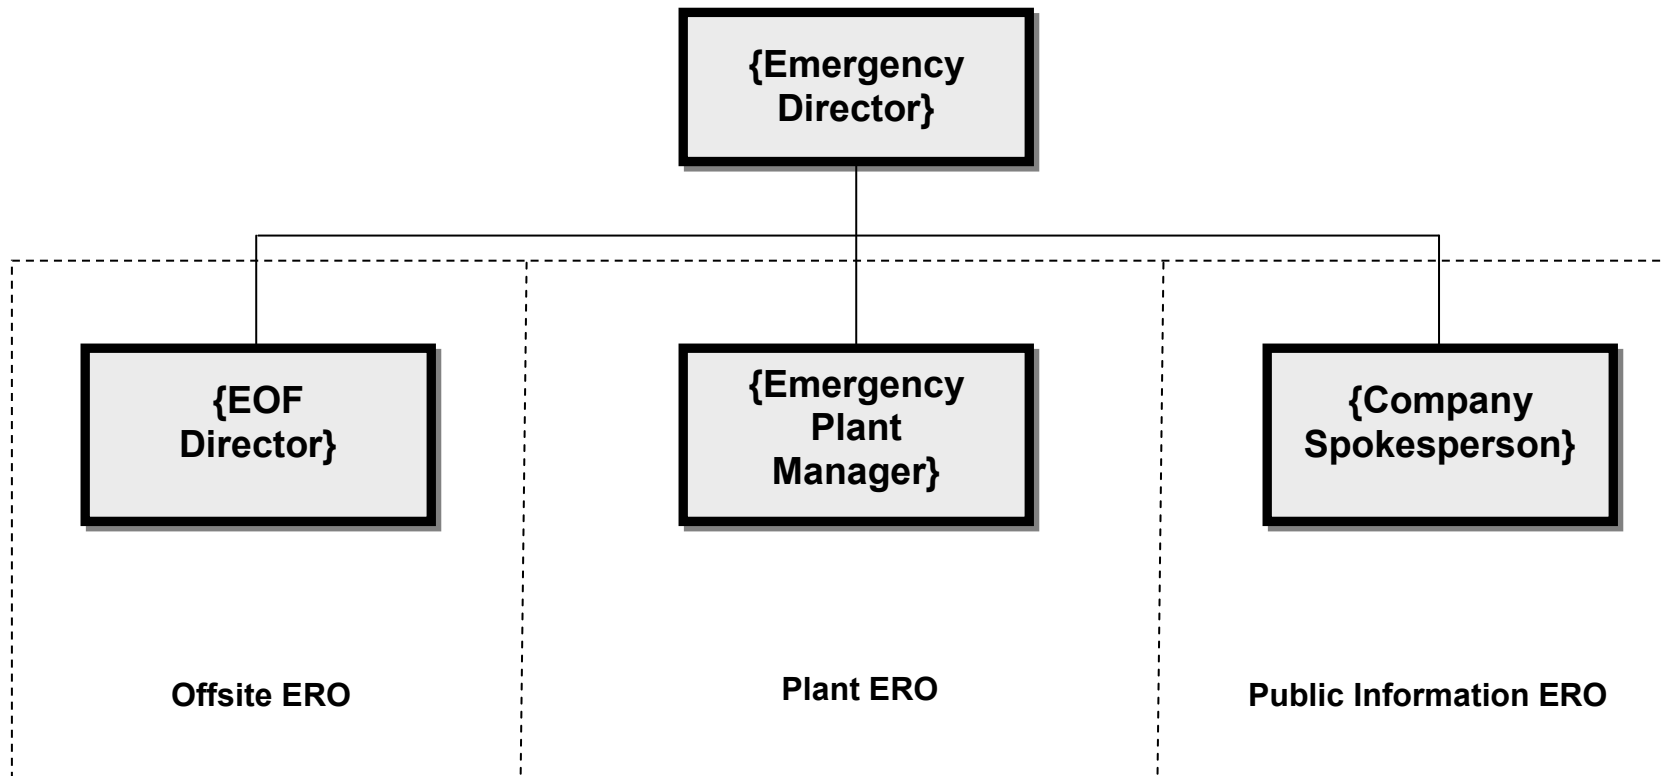 {Emergency
Director}
{EOF
Director}
{Emergency
Plant
Manager}
{Company
Spokesperson}
Offsite ERO
Plant ERO
Public Information ERO